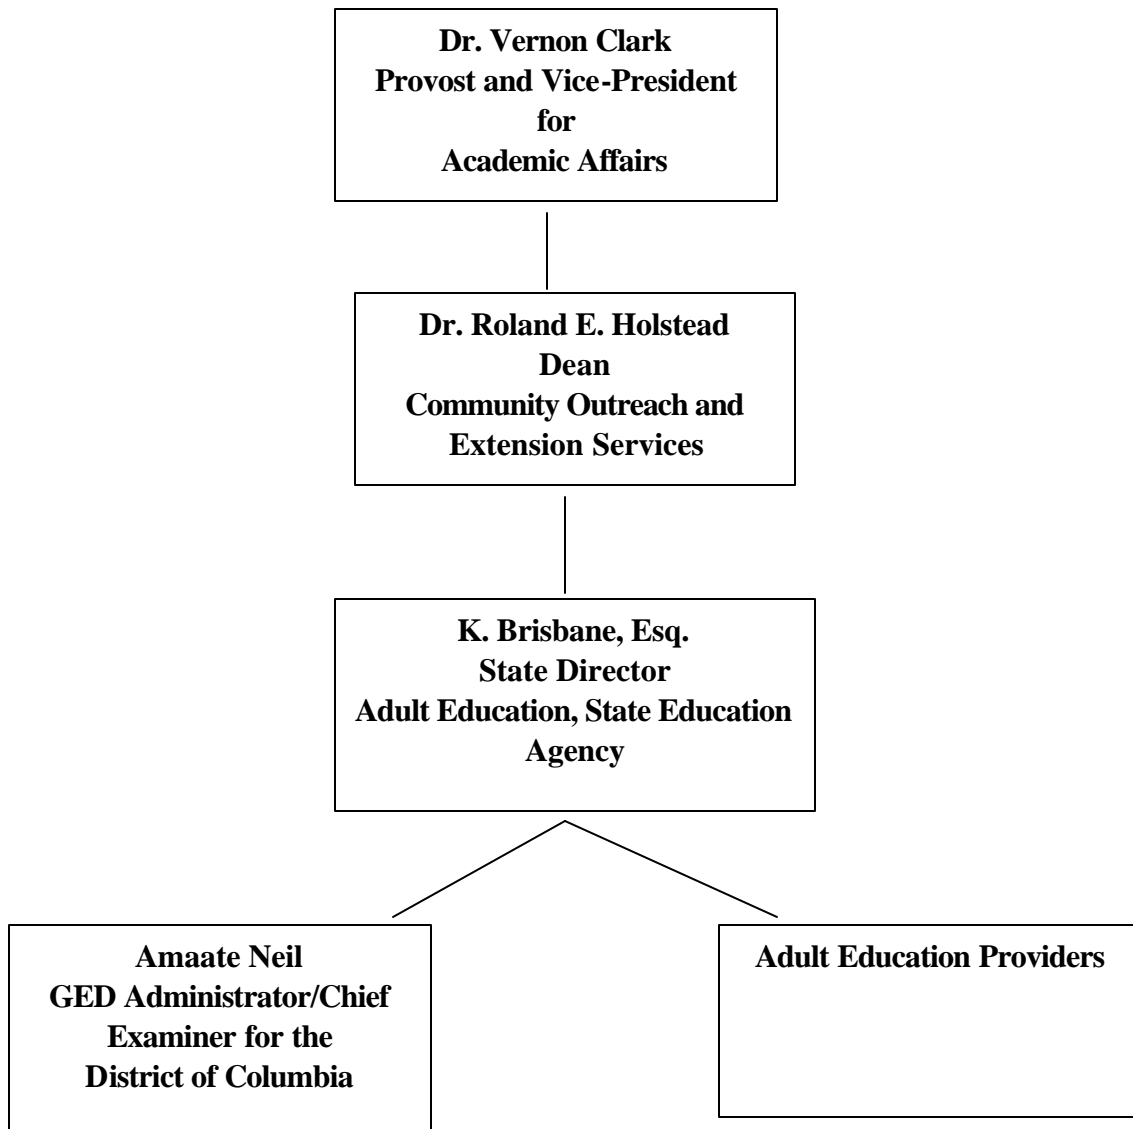 Dr. Vernon Clark
Provost and Vice-President
for
Academic Affairs
Dr. Roland E. Holstead
Dean
Community Outreach and
Extension Services
K. Brisbane, Esq.
State Director
Adult Education, State Education
Agency
Amaate Neil
GED Administrator/Chief
Examiner for the
District of Columbia
Adult Education Providers